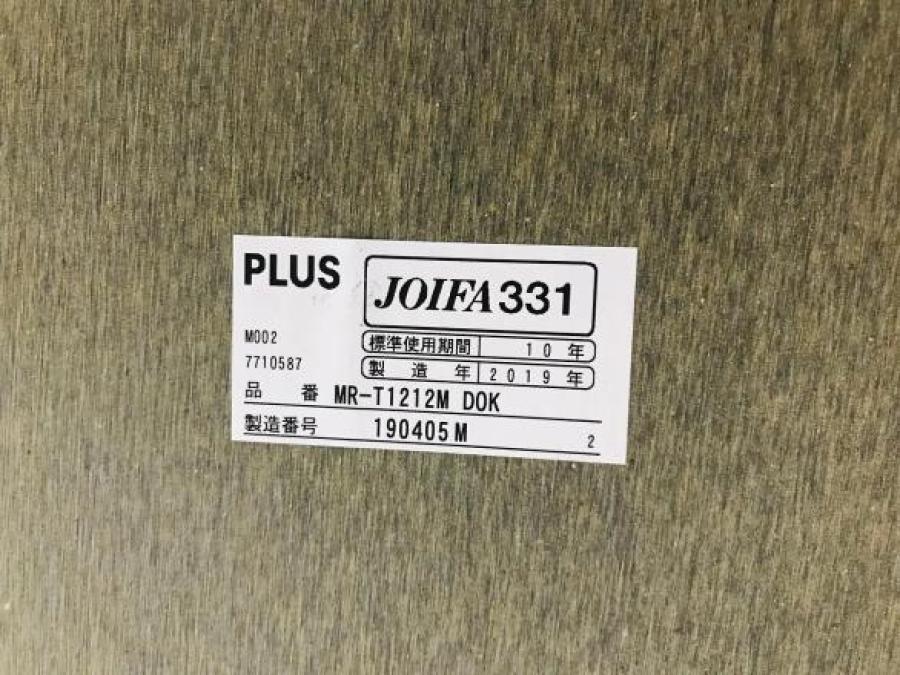 PLUS
JOIFA331
M002
標準使用期間 10年
7710587
製造年 2019年
品番 MR-T1212M DOK
製造番号 190405M 2